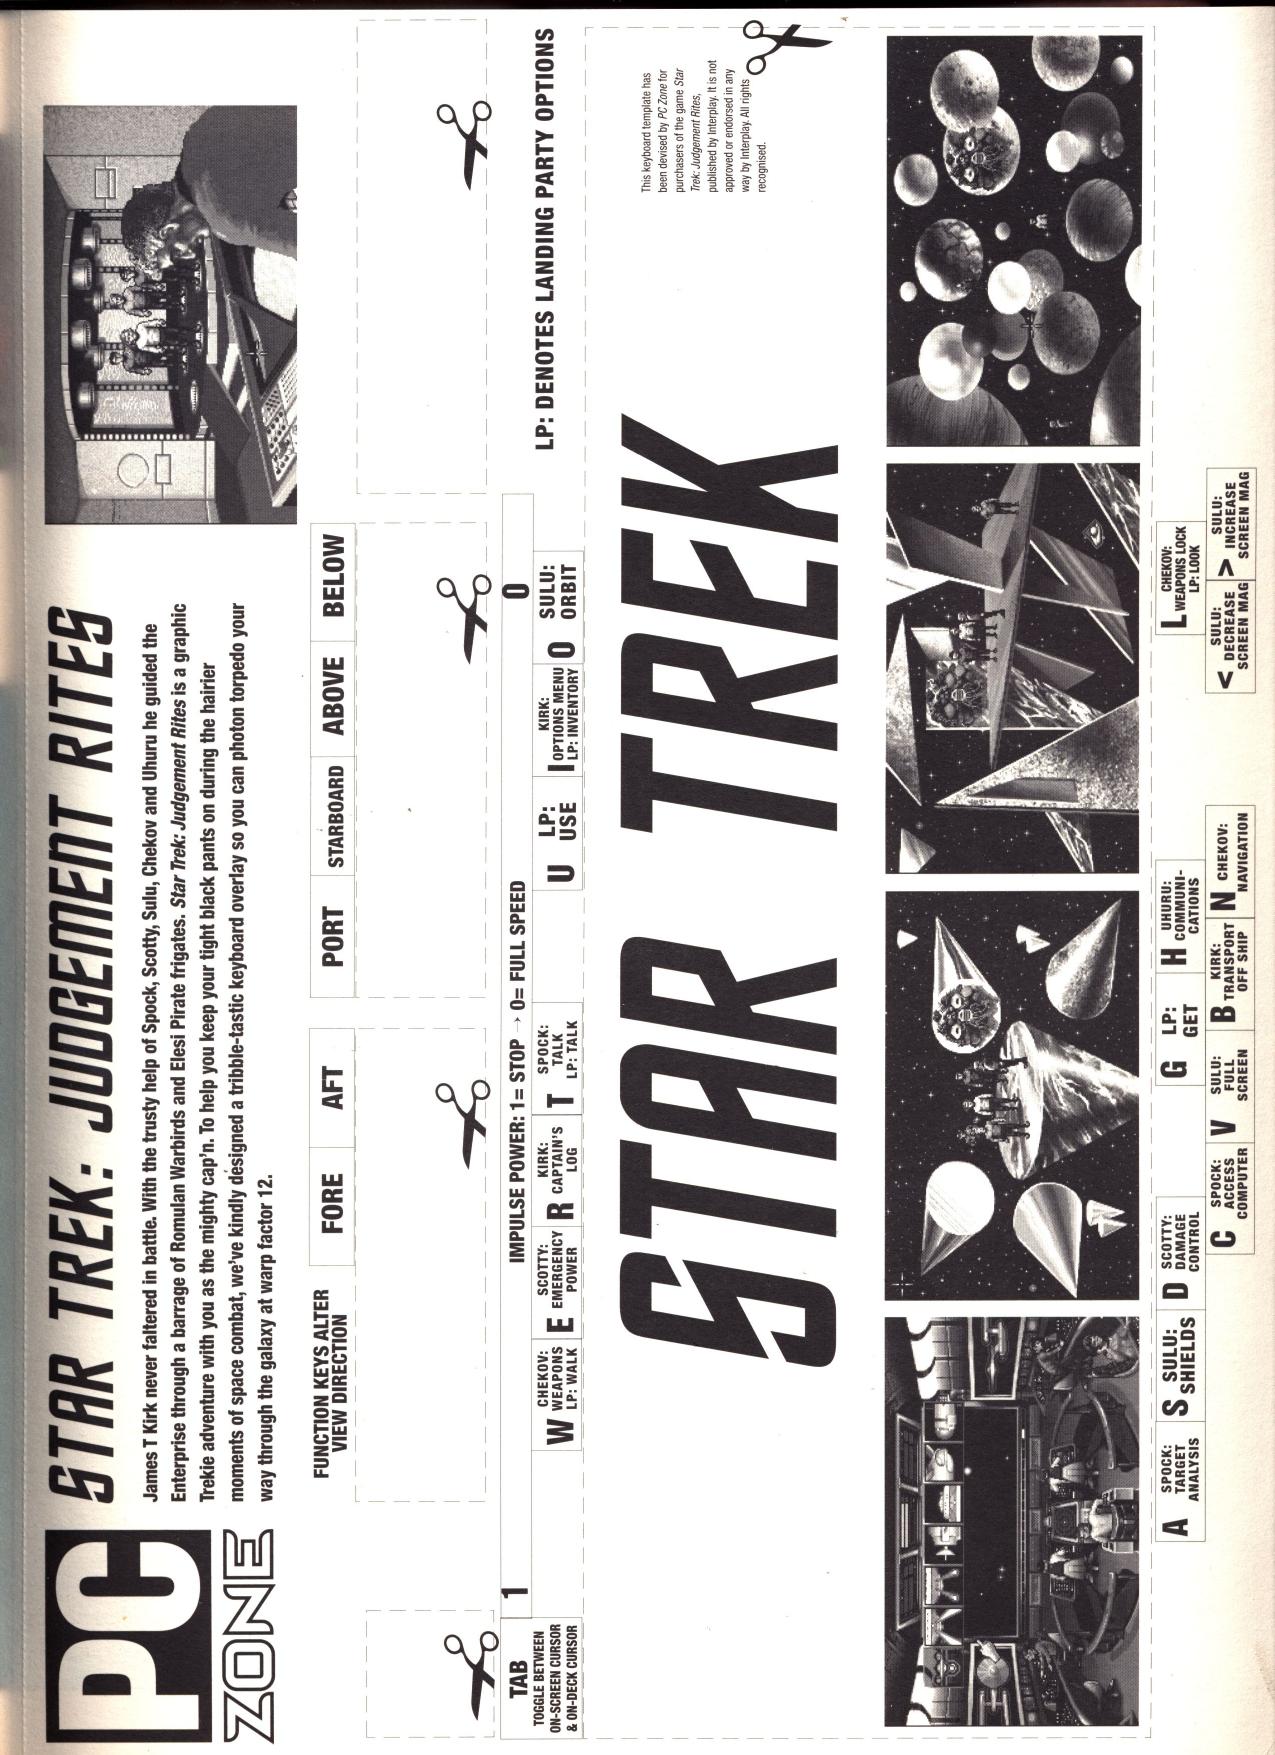 PC
ZONE
STAR TREK: JUDGEMENT RITES
James T Kirk never faltered in battle. With the trusty help of Spock, Scotty, Sulu, Chekov and Uhuru he guided the
Enterprise through a barrage of Romulan Warbirds and Elesi Pirate frigates. Star Trek: Judgement Rites is a graphic
Trekie adventure with you as the mighty cap'n. To help you keep your tight black pants on during the hairier
moments of space combat, we've kindly designed a tribble-tastic keyboard overlay so you can photon torpedo your
way through the galaxy at warp factor 12.
FUNCTION KEYS ALTER
VIEW DIRECTION
FORE
AFT
PORT
STARBOARD
ABOVE
BELOW
TAB
TOGGLE BETWEEN
ON-SCREEN CURSOR
& ON-DECK CURSOR
1
IMPULSE POWER: 1= STOP → 0= FULL SPEED
0
W
CHEKOV:
WEAPONS
LP: WALK
E
SCOTTY:
EMERGENCY
POWER
R
KIRK:
CAPTAIN'S
LOG
T
SPOCK:
TALK
LP: TALK
U
LP:
USE
I
KIRK:
OPTIONS MENU
LP: INVENTORY
O
SULU:
ORBIT
LP: DENOTES LANDING PARTY OPTIONS
STAR TREK
This keyboard template has
been devised by PC Zone for
purchasers of the game Star
Trek: Judgement Rites,
published by Interplay. It is not
approved or endorsed in any
way by Interplay. All rights
recognised.
A
SPOCK:
TARGET
ANALYSIS
S
SULU:
SHIELDS
D
SCOTTY:
DAMAGE
CONTROL
G
LP:
GET
H
UHURU:
COMMUNI-
CATIONS
L
CHEKOV:
WEAPONS LOCK
LP: LOOK
C
SPOCK:
ACCESS
COMPUTER
V
SULU:
FULL
SCREEN
B
KIRK:
TRANSPORT
OFF SHIP
N
CHEKOV:
NAVIGATION
<
SULU:
DECREASE
SCREEN MAG
>
SULU:
INCREASE
SCREEN MAG